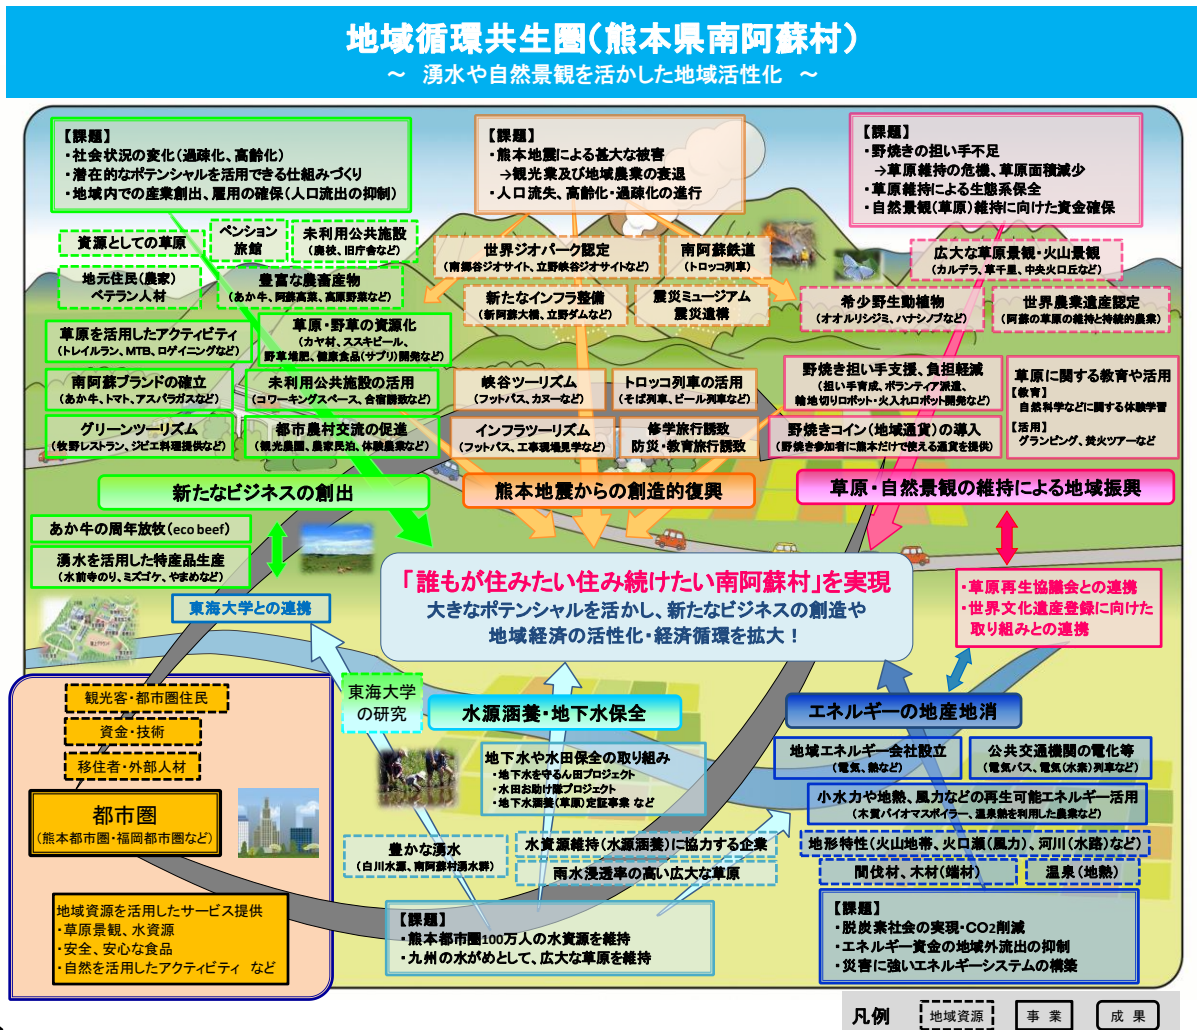 地域循環共生圏(熊本県南阿蘇村)
～ 湧水や自然景観を活かした地域活性化 ～
【課題】
・社会状況の変化(過疎化、高齢化)
・潜在的なポテンシャルを活用できる仕組みづくり
・地域内での産業創出、雇用の確保(人口流出の抑制)
【課題】
・熊本地震による甚大な被害
→観光業及び地域農業の衰退
・人口流失、高齢化・過疎化の進行
【課題】
・野焼きの担い手不足
→草原維持の危機、草原面積減少
・草原維持による生態系保全
・自然景観(草原)維持に向けた資金確保
資源としての草原
ペンション
旅館
未利用公共施設
(廃校、旧庁舎など)
地元住民(農家)
ベテラン人材
豊富な農畜産物
(あか牛、阿蘇高菜、高原野菜など)
世界ジオパーク認定
(南郷谷ジオサイト、立野峡谷ジオサイトなど)
南阿蘇鉄道
(トロッコ列車)
新たなインフラ整備
(新阿蘇大橋、立野ダムなど)
震災ミュージアム
震災遺構
広大な草原景観・火山景観
(カルデラ、草千里、中央火口丘など)
希少野生動植物
(オオルリシジミ、ハナシノブなど)
世界農業遺産認定
(阿蘇の草原の維持と持続的農業)
草原を活用したアクティビティ
(トレイルラン、MTB、ロゲイニングなど)
草原・野草の資源化
(カヤ材、ススキビール、
野草堆肥、健康食品(サプリ)開発など)
南阿蘇ブランドの確立
(あか牛、トマト、アスパラガスなど)
未利用公共施設の活用
(コワーキングスペース、合宿誘致など)
グリーンツーリズム
(牧野レストラン、ジビエ料理提供など)
都市農村交流の促進
(観光農園、農家民泊、体験農業など)
峡谷ツーリズム
(フットパス、カヌーなど)
トロッコ列車の活用
(そば列車、ビール列車など)
インフラツーリズム
(フットパス、工事現場見学など)
修学旅行誘致
防災・教育旅行誘致
野焼き担い手支援、負担軽減
(担い手育成、ボランティア派遣、
輪地切りロボット・火入れロボット開発など)
野焼きコイン(地域通貨)の導入
(野焼き参加者に熊本だけで使える通貨を提供)
草原に関する教育や活用
【教育】
自然科学などに関する体験学習
【活用】
グランピング、焚火ツアーなど
新たなビジネスの創出
熊本地震からの創造的復興
草原・自然景観の維持による地域振興
あか牛の周年放牧(eco beef)
湧水を活用した特産品生産
(水前寺のり、ミズゴケ、やまめなど)
東海大学との連携
「誰もが住みたい住み続けたい南阿蘇村」を実現
大きなポテンシャルを活かし、新たなビジネスの創造や
地域経済の活性化・経済循環を拡大！
・草原再生協議会との連携
・世界文化遺産登録に向けた
取り組みとの連携
観光客・都市圏住民
資金・技術
移住者・外部人材
都市圏
(熊本都市圏・福岡都市圏など)
地域資源を活用したサービス提供
・草原景観、水資源
・安全、安心な食品
・自然を活用したアクティビティ など
東海大学
の研究
水源涵養・地下水保全
地下水や水田保全の取り組み
・地下水を守るん田プロジェクト
・水田お助け隊プロジェクト
・地下水涵養(草原)定証事業 など
豊かな湧水
(白川水源、南阿蘇村湧水群)
水資源維持(水源涵養)に協力する企業
雨水浸透率の高い広大な草原
【課題】
・熊本都市圏100万人の水資源を維持
・九州の水がめとして、広大な草原を維持
エネルギーの地産地消
地域エネルギー会社設立
(電気、熱など)
公共交通機関の電化等
(電気バス、電気(水素)列車など)
小水力や地熱、風力などの再生可能エネルギー活用
(木質バイオマスボイラー、温泉熱を利用した農業など)
地形特性(火山地帯、火口瀬(風力)、河川(水路)など)
間伐材、木材(端材)
温泉(地熱)
【課題】
・脱炭素社会の実現・CO2削減
・エネルギー資金の地域外流出の抑制
・災害に強いエネルギーシステムの構築
凡例
地域資源
事 業
成 果